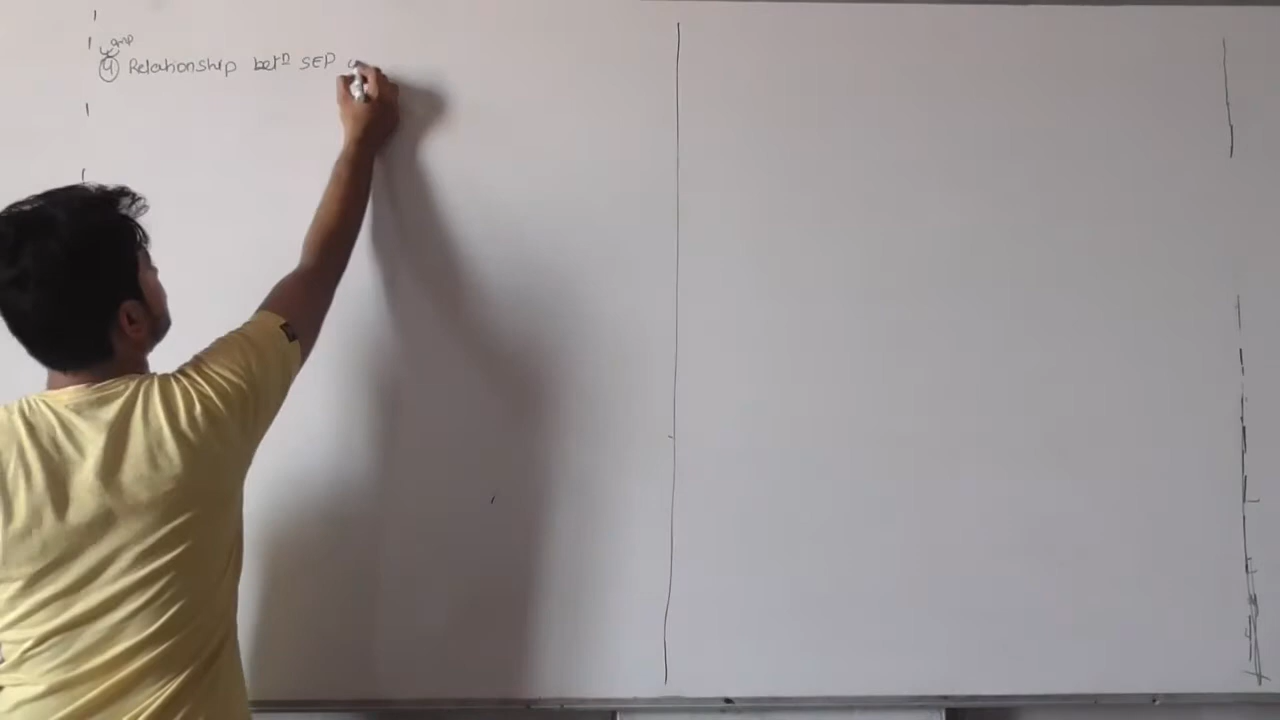 imp
④ Relationship betⁿ SEP